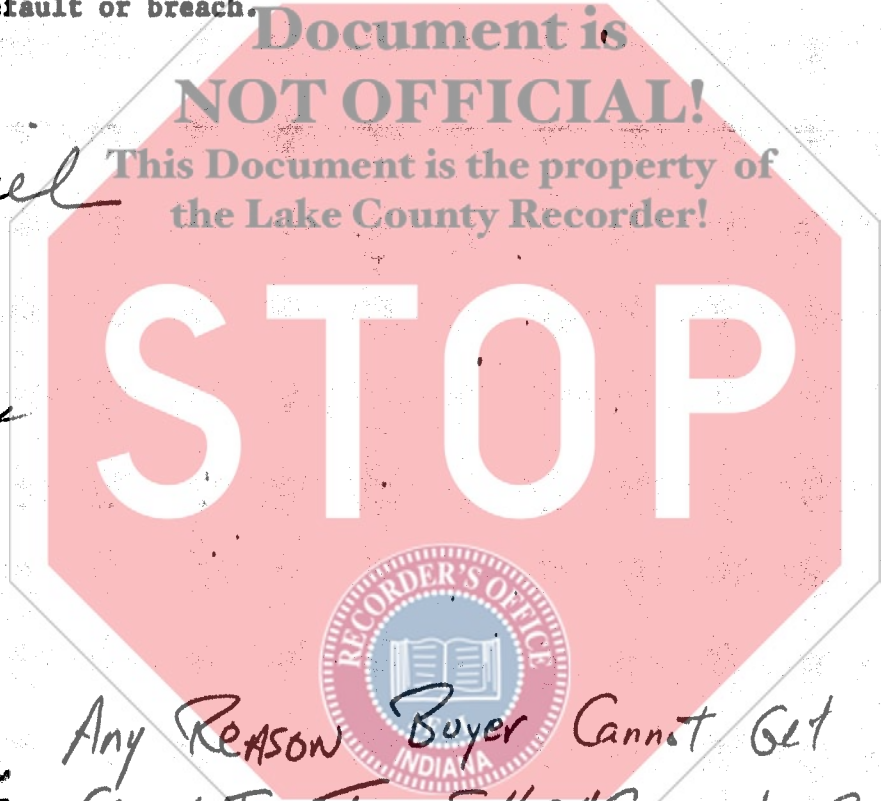 fault or breach.
Document is
NOT OFFICIAL!
This Document is the property of
the Lake County Recorder!
STOP
RECORDER'S OFFICE
INDIANA
Any REASON Buyer Cannot Get